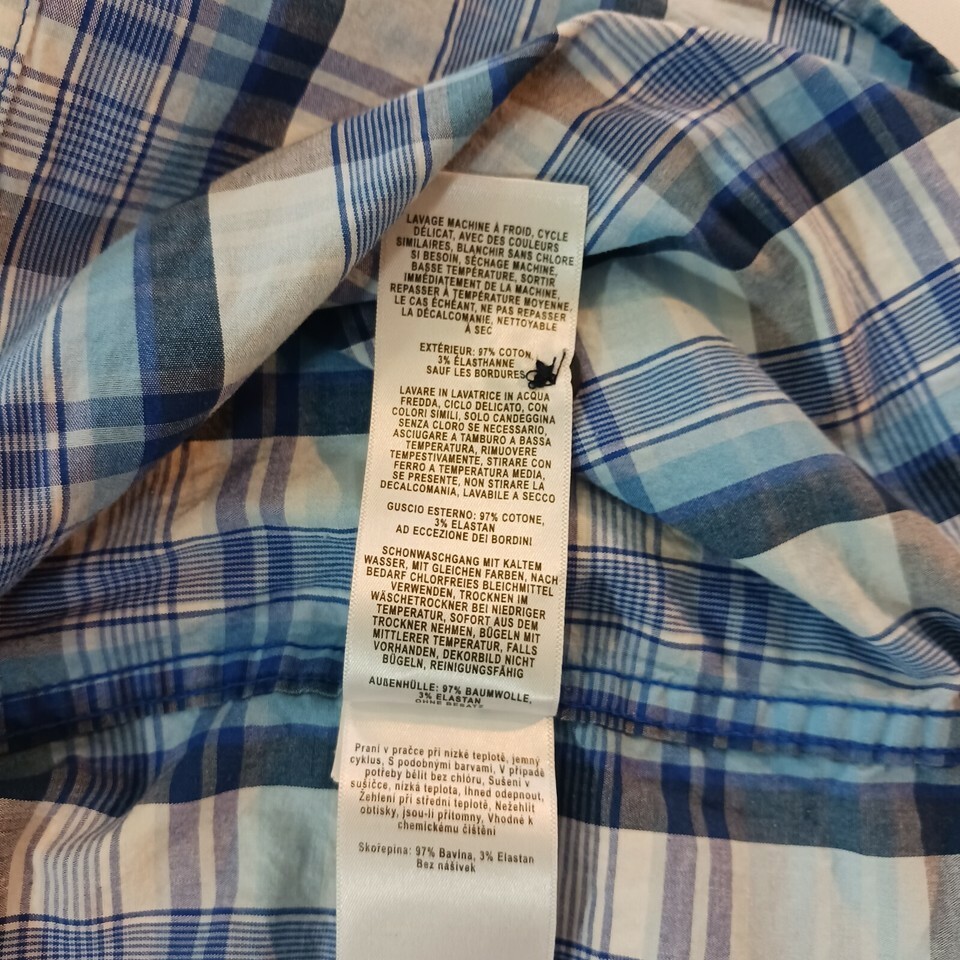 LAVAGE MACHINE À FROID, CYCLE
DÉLICAT, AVEC DES COULEURS
SIMILAIRES, BLANCHIR SANS CHLORE
SI BESOIN, SÉCHAGE MACHINE,
BASSE TEMPÉRATURE, SORTIR
IMMÉDIATEMENT DE LA MACHINE,
REPASSER À TEMPÉRATURE MOYENNE,
LE CAS ÉCHÉANT, NE PAS REPASSER
LA DÉCALCOMANIE, NETTOYABLE
À SEC
EXTÉRIEUR: 97% COTON,
3% ÉLASTHANNE
SAUF LES BORDURES
LAVARE IN LAVATRICE IN ACQUA
FREDDA, CICLO DELICATO, CON
COLORI SIMILI, SOLO CANDEGGINA
SENZA CLORO SE NECESSARIO,
ASCIUGARE A TAMBURO A BASSA
TEMPERATURA, RIMUOVERE
TEMPESTIVAMENTE, STIRARE CON
FERRO A TEMPERATURA MEDIA,
SE PRESENTE, NON STIRARE LA
DECALCOMANIA, LAVABILE A SECCO
GUSCIO ESTERNO: 97% COTONE,
3% ELASTAN
AD ECCEZIONE DEI BORDINI
SCHONWASCHGANG MIT KALTEM
WASSER, MIT GLEICHEN FARBEN, NACH
BEDARF CHLORFREIES BLEICHMITTEL
VERWENDEN, TROCKNEN IM
WÄSCHETROCKNER BEI NIEDRIGER
TEMPERATUR, SOFORT AUS DEM
TROCKNER NEHMEN, BÜGELN MIT
MITTLERER TEMPERATUR, FALLS
VORHANDEN, DEKORBILD NICHT
BÜGELN, REINIGUNGSFÄHIG
AUßENHÜLLE: 97% BAUMWOLLE,
3% ELASTAN
OHNE BESATZ
Praní v pračce při nízké teplotě, jemný
cyklus, S podobnými barvami, V případě
potřeby bělit bez chlóru, Sušení v
sušičce, nízká teplota, Ihned odepnout,
Žehlení při střední teplotě, Nežehlit
obtisky, jsou-li přítomny, Vhodné k
chemickému čištění
Skořepina: 97% Bavlna, 3% Elastan
Bez nášivek